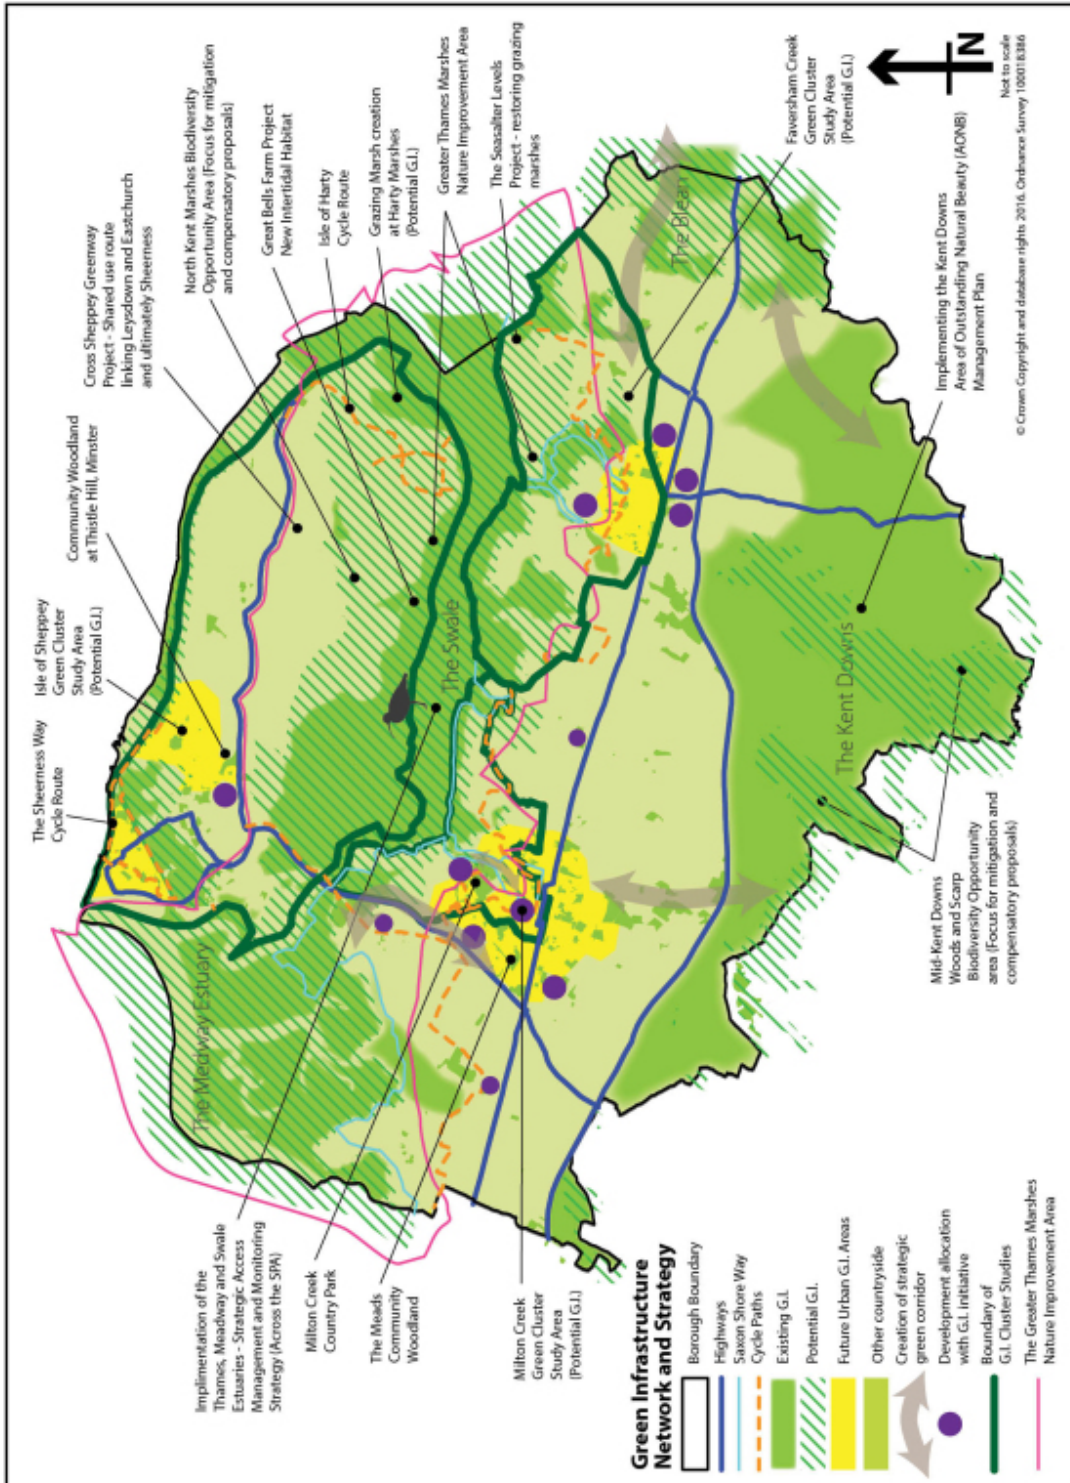 The Sheerness Way
Cycle Route
Isle of Sheppey
Green Cluster
Study Area
(Potential G.I.)
Community Woodland
at Thistle Hill, Minster
Cross Sheppey Greenway
Project - Shared use route
linking Leysdown and Eastchurch
and ultimately Sheerness
North Kent Marshes Biodiversity
Opportunity Area (Focus for mitigation
and compensatory proposals)
Great Bells Farm Project
New Intertidal Habitat
Isle of Harty
Cycle Route
Grazing Marsh creation
at Harty Marshes
(Potential G.I.)
Greater Thames Marshes
Nature Improvement Area
The Seasalter Levels
Project - restoring grazing
marshes
Faversham Creek
Green Cluster
Study Area
(Potential G.I.)
The Medway Estuary
The Swale
The Blean
The Kent Downs
Implimentation of the
Thames, Meadway and Swale
Estuaries - Strategic Access
Management and Monitoring
Strategy (Across the SPA)
Milton Creek
Country Park
The Meads
Community
Woodland
Milton Creek
Green Cluster
Study Area
(Potential G.I.)
Mid-Kent Downs
Woods and Scarp
Biodiversity Opportunity
area (Focus for mitigation and
compensatory proposals)
Implementing the Kent Downs
Area of Outstanding Natural Beauty (AONB)
Management Plan
N
Not to scale
© Crown Copyright and database rights 2016. Ordnance Survey 100018386
Green Infrastructure
Network and Strategy
Borough Boundary
Highways
Saxon Shore Way
Cycle Paths
Existing G.I.
Potential G.I.
Future Urban G.I. Areas
Other countryside
Creation of strategic
green corridor
Development allocation
with G.I. initiative
Boundary of
G.I. Cluster Studies
The Greater Thames Marshes
Nature Improvement Area